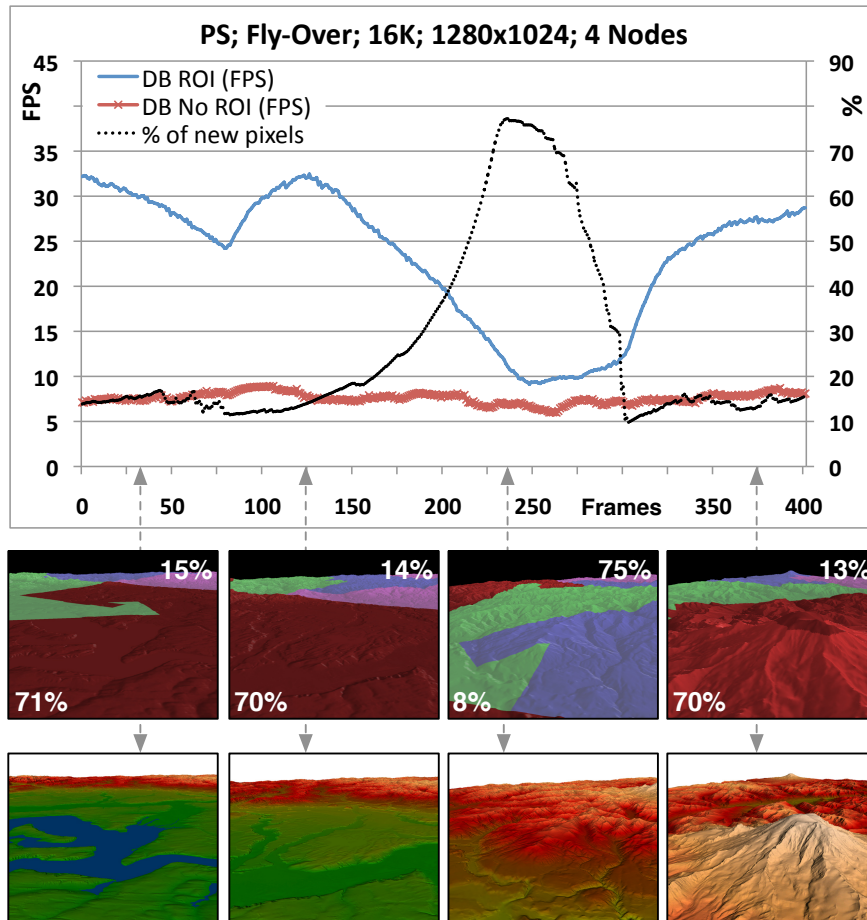 PS; Fly-Over; 16K; 1280x1024; 4 Nodes
FPS
%
DB ROI (FPS)
DB No ROI (FPS)
% of new pixels
45
40
35
30
25
20
15
10
5
0
90
80
70
60
50
40
30
20
10
0
0 50 100 150 200 250 Frames 350 400
15% 14% 75% 13%
71% 70% 8% 70%